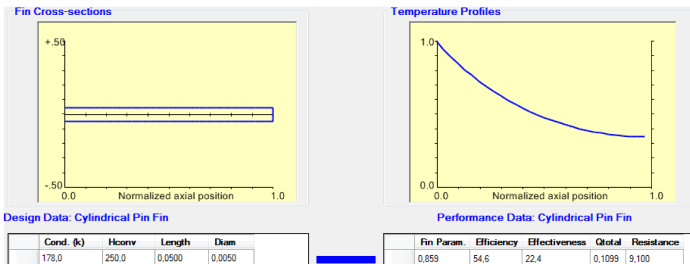 Fin Cross-sections
Temperature Profiles
+.50
1.0
-.50
0.0
Normalized axial position
1.0
0.0
0.0
Normalized axial position
1.0
Design Data: Cylindrical Pin Fin
Performance Data: Cylindrical Pin Fin
Cond. (k) Hconv Length Diam
Fin Param. Efficiency Effectiveness Qtotal Resistance
178,0 250,0 0,0500 0,0050
0,859 54,6 22,4 0,1099 9,100